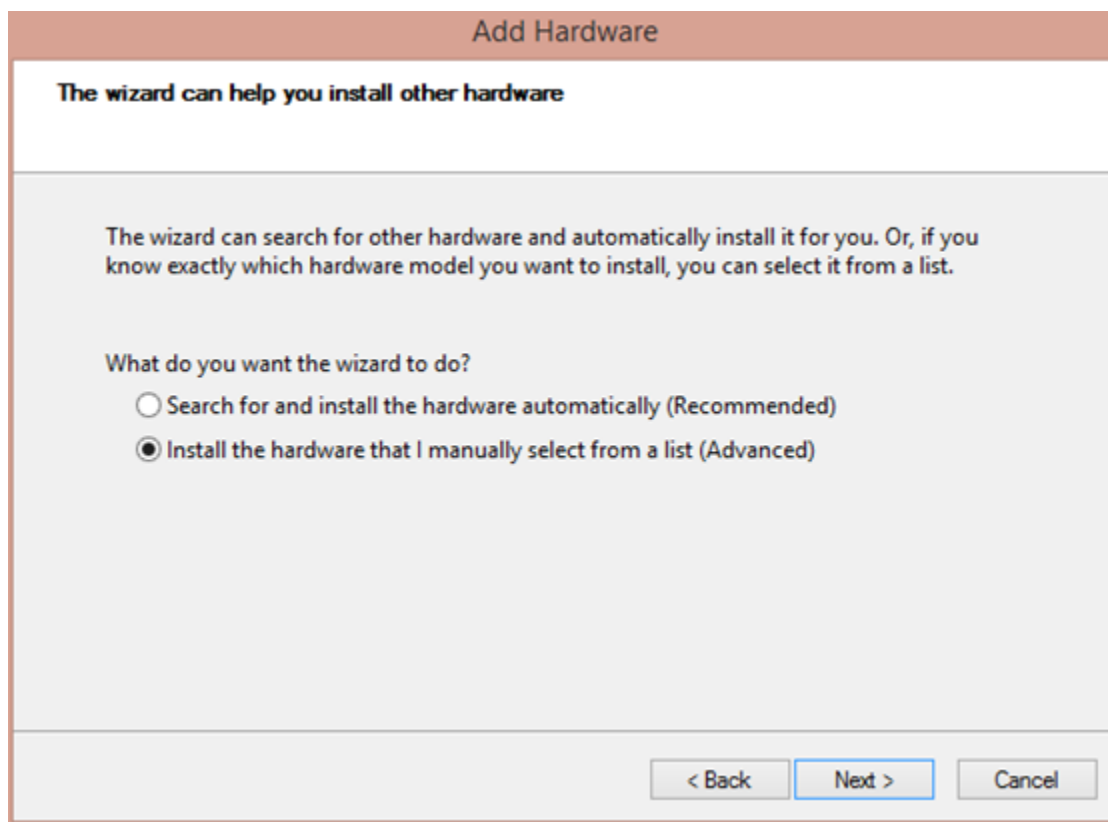 Add Hardware
The wizard can help you install other hardware
The wizard can search for other hardware and automatically install it for you. Or, if you
know exactly which hardware model you want to install, you can select it from a list.
What do you want the wizard to do?
Search for and install the hardware automatically (Recommended)
Install the hardware that I manually select from a list (Advanced)
< Back Next > Cancel